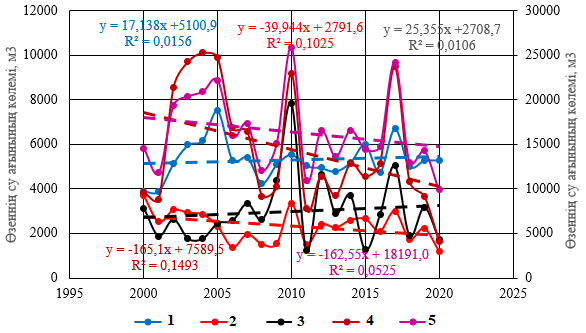 y = 17,138x +5100,9
R² = 0,0156
y = -39,944x + 2791,6
R² = 0,1025
y = 25,355x +2708,7
R² = 0,0106
12000
10000
8000
6000
4000
2000
0
30000
25000
20000
15000
10000
5000
0
Өзеннің су ағынының көлемі, м3
Өзеннің су ағынының көлемі, м3
y = -165,1x + 7589,5
R² = 0,1493
y = -162,55x + 18191,0
R² = 0,0525
1995 2000 2005 2010 2015 2020 2025
1 2 3 4 5